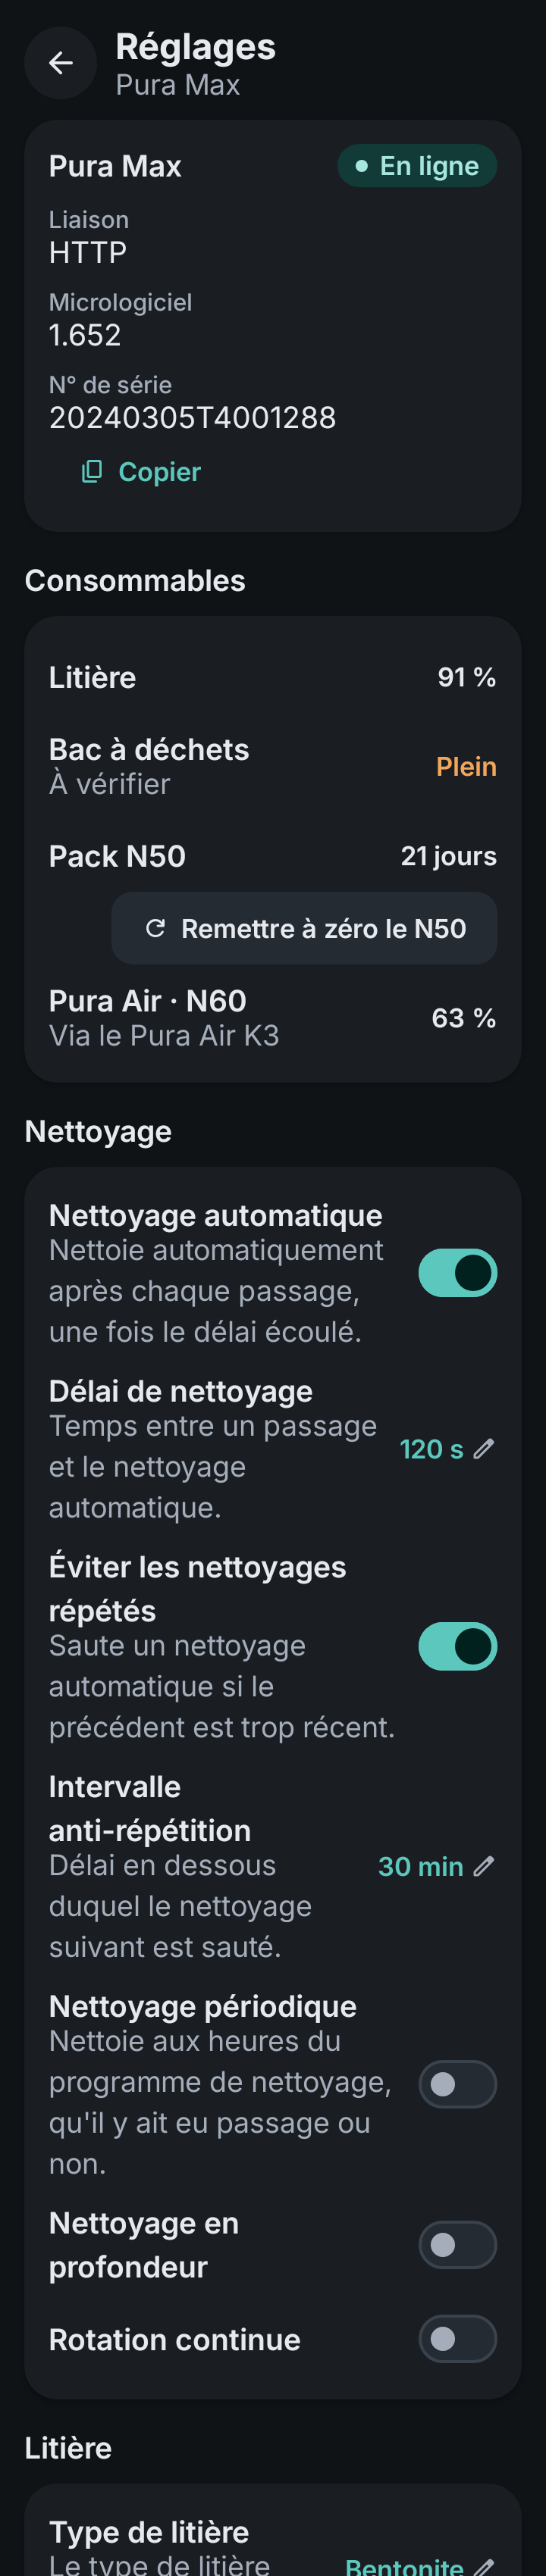 Réglages
Pura Max
Pura Max
En ligne
Liaison
HTTP
Micrologiciel
1.652
N° de série
20240305T4001288
Copier
Consommables
Litière
91 %
Bac à déchets
À vérifier
Plein
Pack N50
21 jours
Remettre à zéro le N50
Pura Air · N60
Via le Pura Air K3
63 %
Nettoyage
Nettoyage automatique
Nettoie automatiquement
après chaque passage,
une fois le délai écoulé.
Délai de nettoyage
Temps entre un passage
et le nettoyage
automatique.
120 s
Éviter les nettoyages
répétés
Saute un nettoyage
automatique si le
précédent est trop récent.
Intervalle
anti-répétition
Délai en dessous
duquel le nettoyage
suivant est sauté.
30 min
Nettoyage périodique
Nettoie aux heures du
programme de nettoyage,
qu'il y ait eu passage ou
non.
Nettoyage en
profondeur
Rotation continue
Litière
Type de litière
Le type de litière
Bentonite